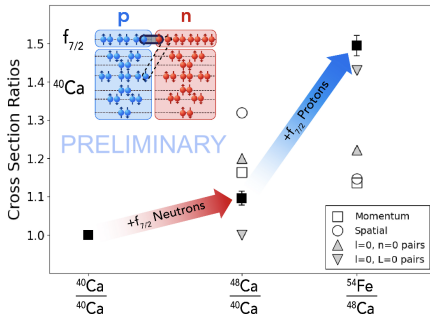 p n
f7/2
40Ca
PRELIMINARY
Cross Section Ratios
1.5
1.4
1.3
1.2
1.1
1.0
+f7/2 Neutrons
+f7/2 Protons
Momentum
Spatial
l=0, n=0 pairs
l=0, L=0 pairs
40Ca
40Ca
48Ca
40Ca
54Fe
48Ca